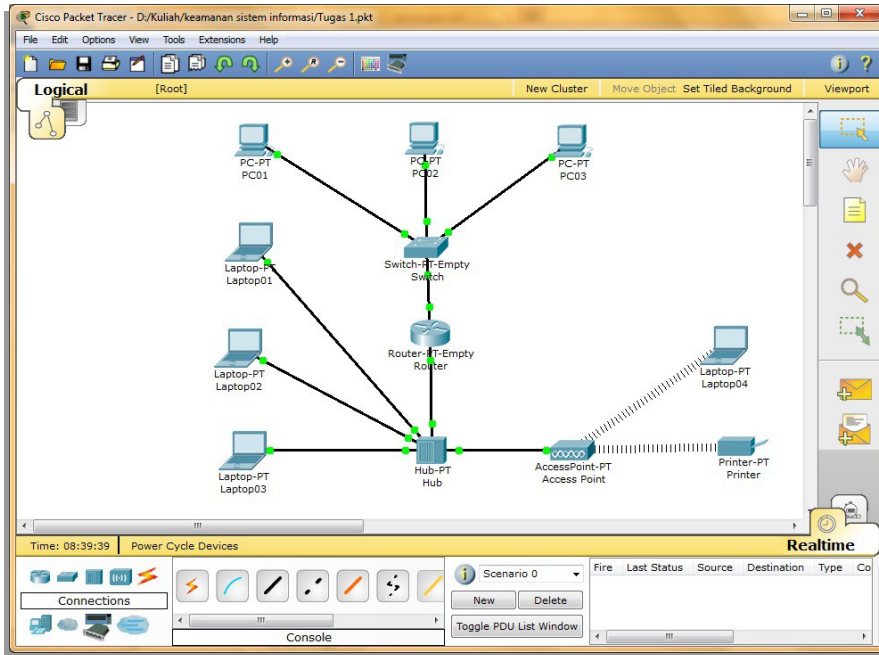 Cisco Packet Tracer - D:/Kuliah/keamanan sistem informasi/Tugas 1.pkt
File Edit Options View Tools Extensions Help
Logical [Root] New Cluster Move Object Set Tiled Background Viewport
PC-PT
PC01
PC-PT
PC02
PC-PT
PC03
Laptop-PT
Laptop01
Switch-PT-Empty
Switch
Router-PT-Empty
Router
Laptop-PT
Laptop02
Laptop-PT
Laptop04
Laptop-PT
Laptop03
Hub-PT
Hub
AccessPoint-PT
Access Point
Printer-PT
Printer
Time: 08:39:39 Power Cycle Devices Realtime
Connections
Console
Scenario 0
New Delete
Toggle PDU List Window
Fire Last Status Source Destination Type Co